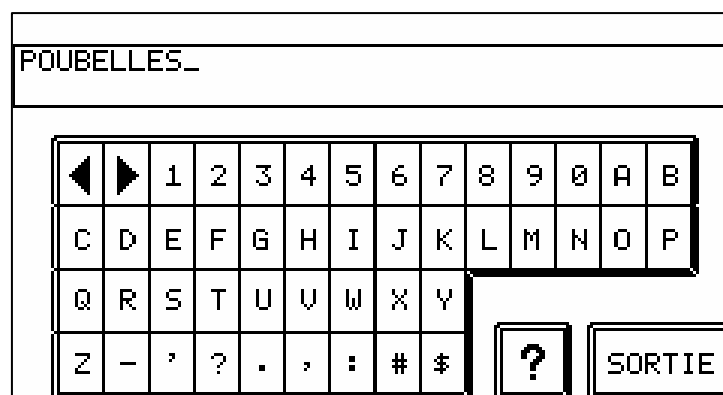 POUBELLES_
◀ ▶ 1 2 3 4 5 6 7 8 9 0 A B
C D E F G H I J K L M N O P
Q R S T U V W X Y
Z - ' ? . , : # $ ? SORTIE